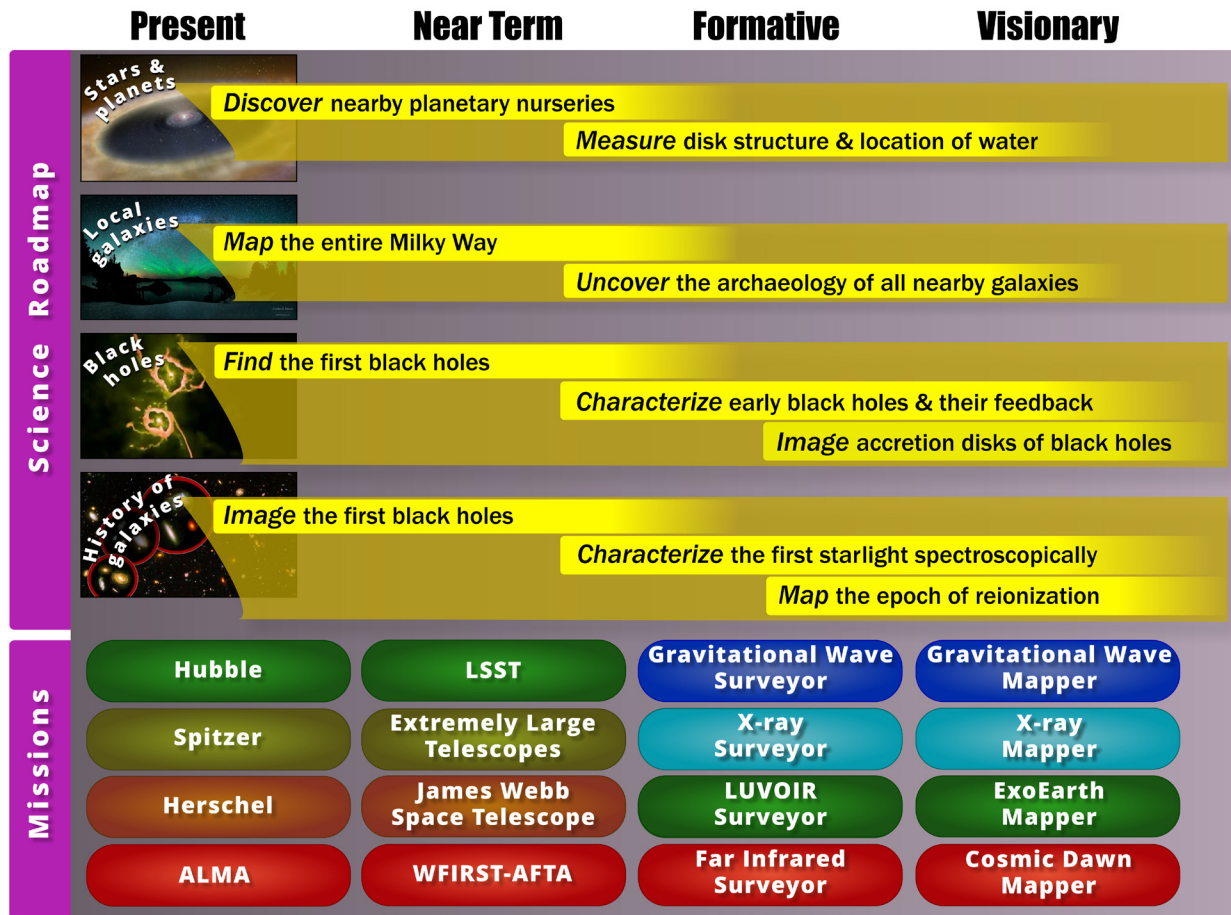 Present Near Term Formative Visionary
Science Roadmap
Stars &
planets
Discover nearby planetary nurseries
Measure disk structure & location of water
Local
galaxies
Map the entire Milky Way
Uncover the archaeology of all nearby galaxies
Black
holes
Find the first black holes
Characterize early black holes & their feedback
Image accretion disks of black holes
History of
galaxies
Image the first black holes
Characterize the first starlight spectroscopically
Map the epoch of reionization
Missions
Hubble
LSST
Gravitational Wave
Surveyor
Gravitational Wave
Mapper
Spitzer
Extremely Large
Telescopes
X-ray
Surveyor
X-ray
Mapper
Herschel
James Webb
Space Telescope
LUVOIR
Surveyor
ExoEarth
Mapper
ALMA
WFIRST-AFTA
Far Infrared
Surveyor
Cosmic Dawn
Mapper